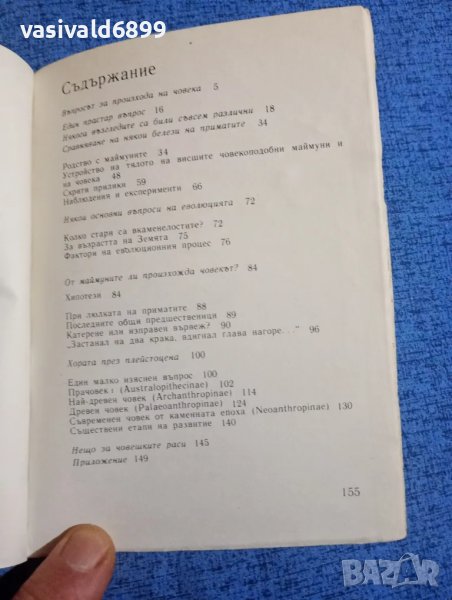 vasivald6899
Съдържание
Въпросът за произхода на човека 5
Един прастар въпрос 16
Някога възгледите са били съвсем различни 18
Сравняване на някои белези на приматите 34
Родство с маймуните 34
Устройство на тялото на висшите човекоподобни маймуни и
на човека 48
Скрити прилики 59
Наблюдения и експерименти 66
Някои основни въпроси на еволюцията 72
Колко стари са вкаменелостите? 72
За възрастта на Земята 75
Фактори на еволюционния процес 76
От маймуните ли произхожда човекът? 84
Хипотези 84
При люлката на приматите 88
Последните общи предшественици 89
Катерене или изправен вървеж? 90
„Застанал на два крака, вдигнал глава нагоре. . .“ 96
Хората през плейстоцена 100
Един малко изяснен въпрос 100
Прачовек: (Australopithecinae) 102
Най-древен човек (Archanthropinae) 114
Древен човек (Palaeoanthropinae) 124
Съвременен човек от каменната епоха (Neoanthropinae) 130
Съществени етапи на развитие 140
Нещо за човешките раси 145
Приложение 149
155
BAZAR